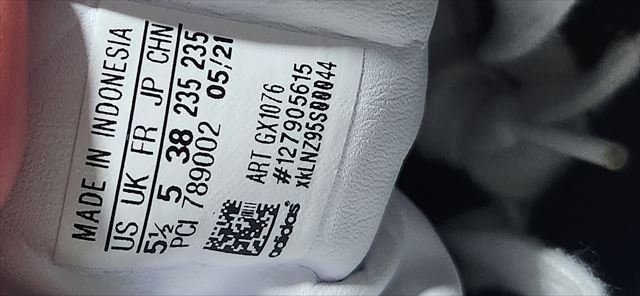 MADE IN INDONESIA
US UK FR JP CHN
5½ 5 38 235 235
PCI 789002 05/21
ART GX1076
#127905615
XKLNZ95S00044
adidas